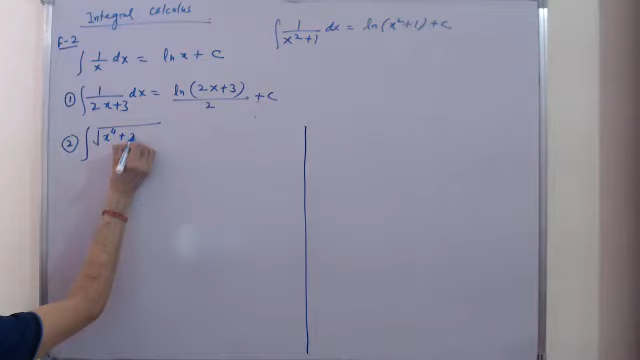 Integral calculus
F-2
∫ 1/x dx = ln x + c
① ∫ 1/(2x+3) dx = ln(2x+3)/2 + c
② ∫ √(x⁴+
∫ 1/(x²+1) dx = ln(x²+1) + c